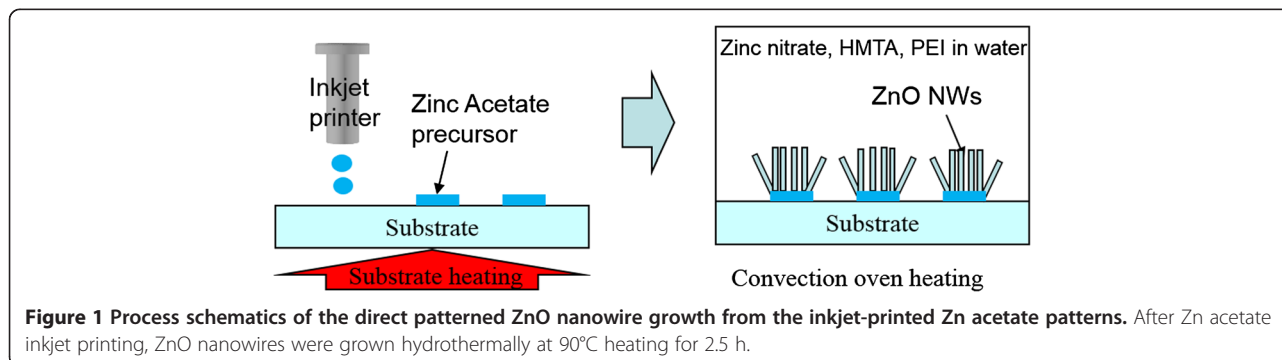 Inkjet
printer
Zinc Acetate
precursor
Substrate
Substrate heating
Zinc nitrate, HMTA, PEI in water
ZnO NWs
Substrate
Convection oven heating
Figure 1 Process schematics of the direct patterned ZnO nanowire growth from the inkjet-printed Zn acetate patterns. After Zn acetate
inkjet printing, ZnO nanowires were grown hydrothermally at 90°C heating for 2.5 h.